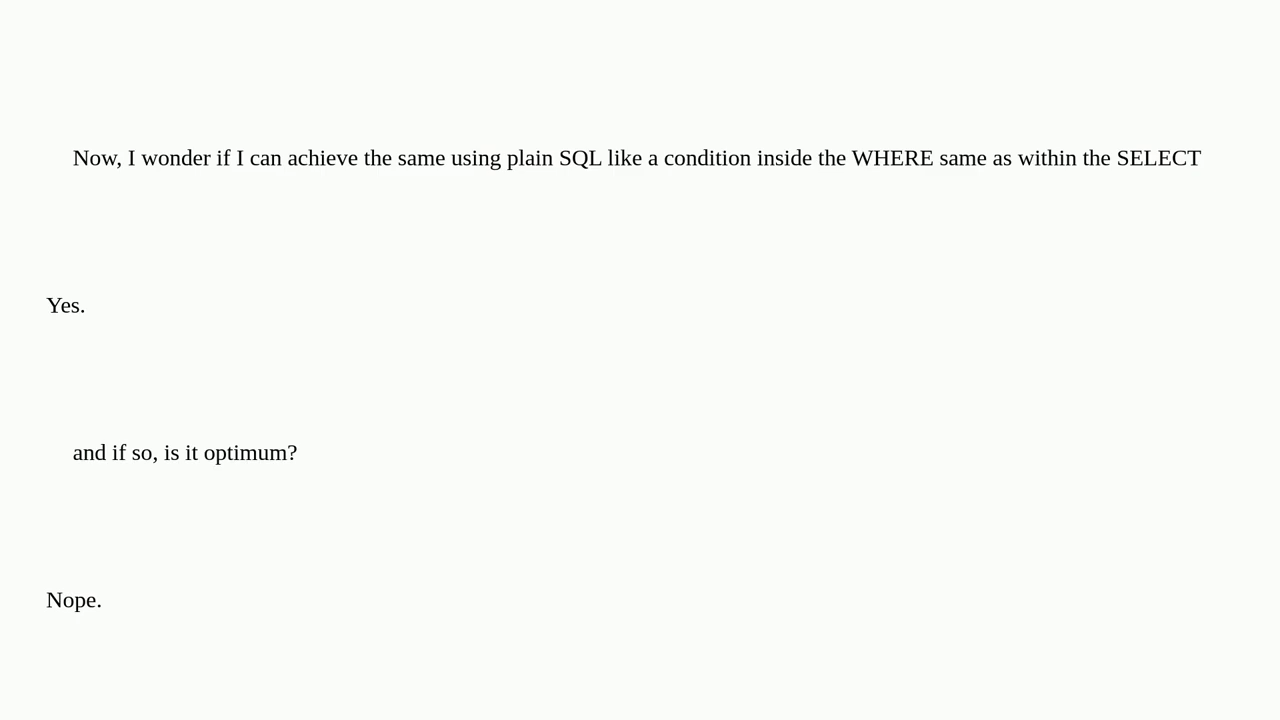 Now, I wonder if I can achieve the same using plain SQL like a condition inside the WHERE same as within the SELECT
Yes.
and if so, is it optimum?
Nope.